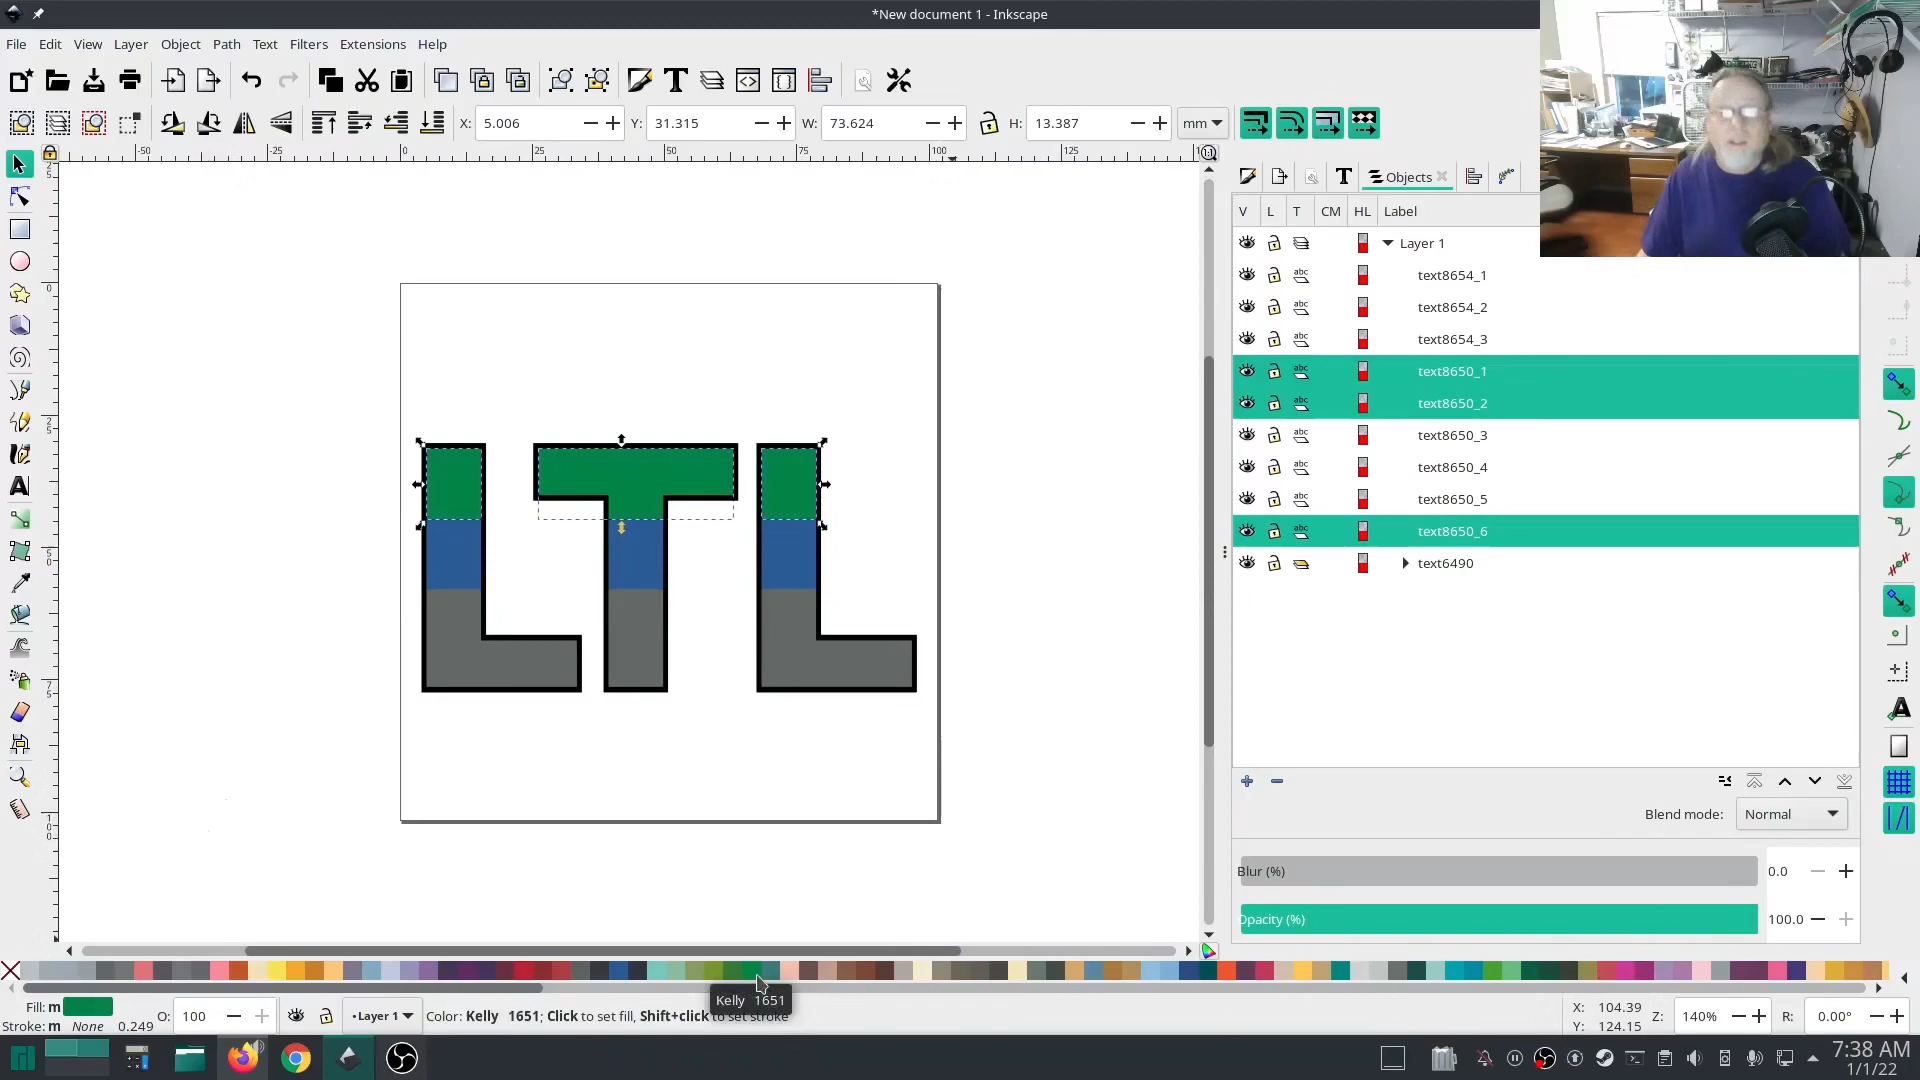 *New document 1 - Inkscape
File Edit View Layer Object Path Text Filters Extensions Help
X: 5.006 Y: 31.315 W: 73.624 H: 13.387 mm
-50 -25 0 25 50 75 100 125
Objects
V L T CM HL Label
Layer 1
text8654_1
text8654_2
text8654_3
text8650_1
text8650_2
text8650_3
text8650_4
text8650_5
text8650_6
text6490
LTL
Blend mode: Normal
Blur (%) 0.0
Opacity (%) 100.0
Kelly 1651
Fill: m
Stroke: m None 0.249
O: 100
Layer 1
Color: Kelly 1651; Click to set fill, Shift+click to set stroke
X: 104.39
Y: 124.15
Z: 140%
R: 0.00°
7:38 AM
1/1/22